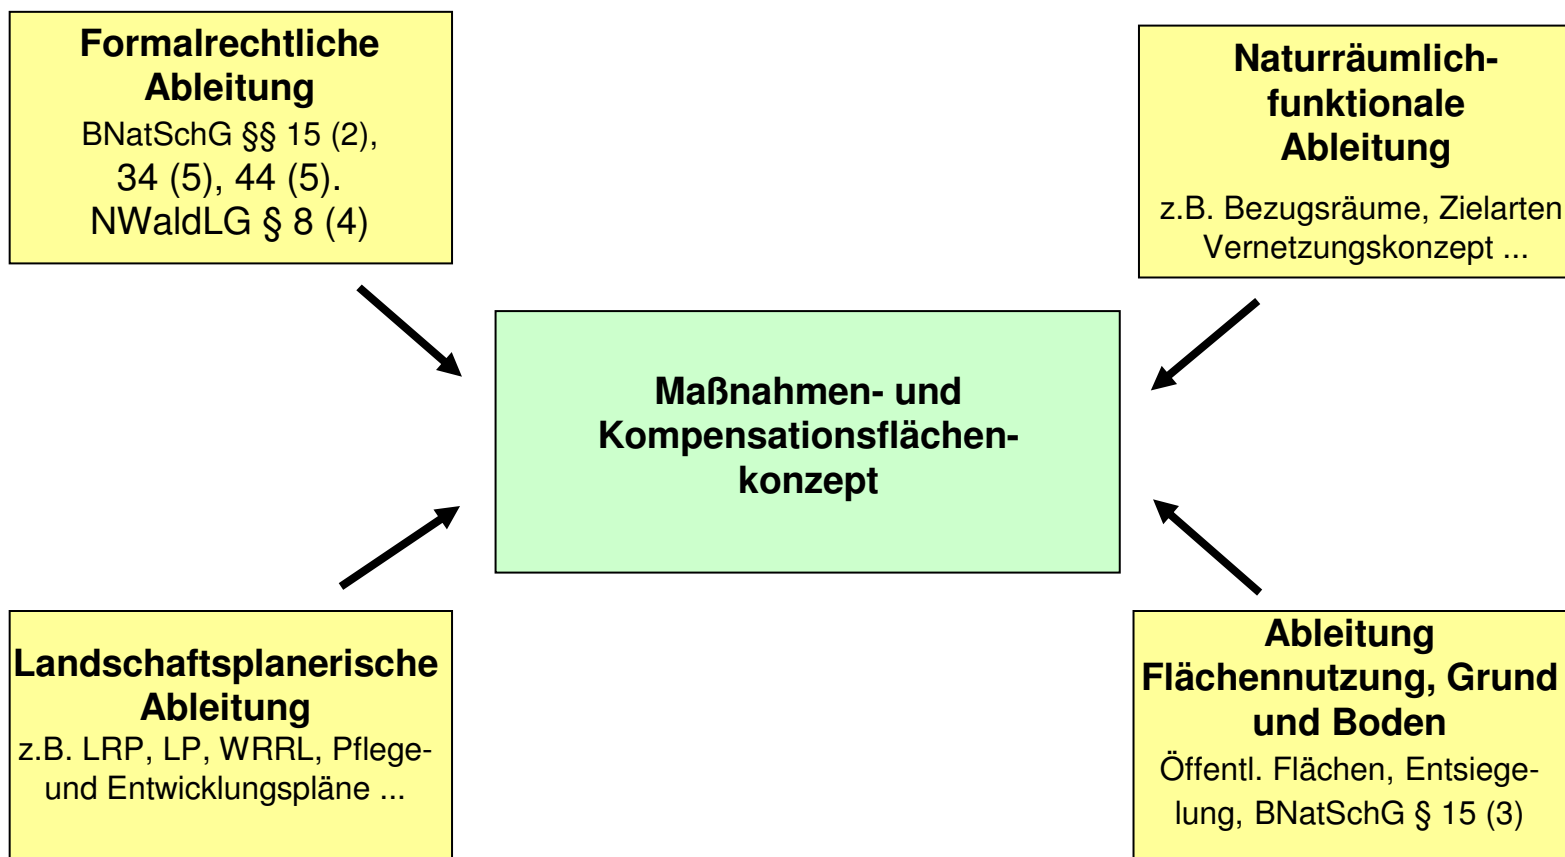 Formalrechtliche
Ableitung
BNatSchG §§ 15 (2),
34 (5), 44 (5).
NWaldLG § 8 (4)
Naturräumlich-
funktionale
Ableitung
z.B. Bezugsräume, Zielarten
Vernetzungskonzept ...
Maßnahmen- und
Kompensationsflächen-
konzept
Landschaftsplanerische
Ableitung
z.B. LRP, LP, WRRL, Pflege-
und Entwicklungspläne ...
Ableitung
Flächennutzung, Grund
und Boden
Öffentl. Flächen, Entsiege-
lung, BNatSchG § 15 (3)